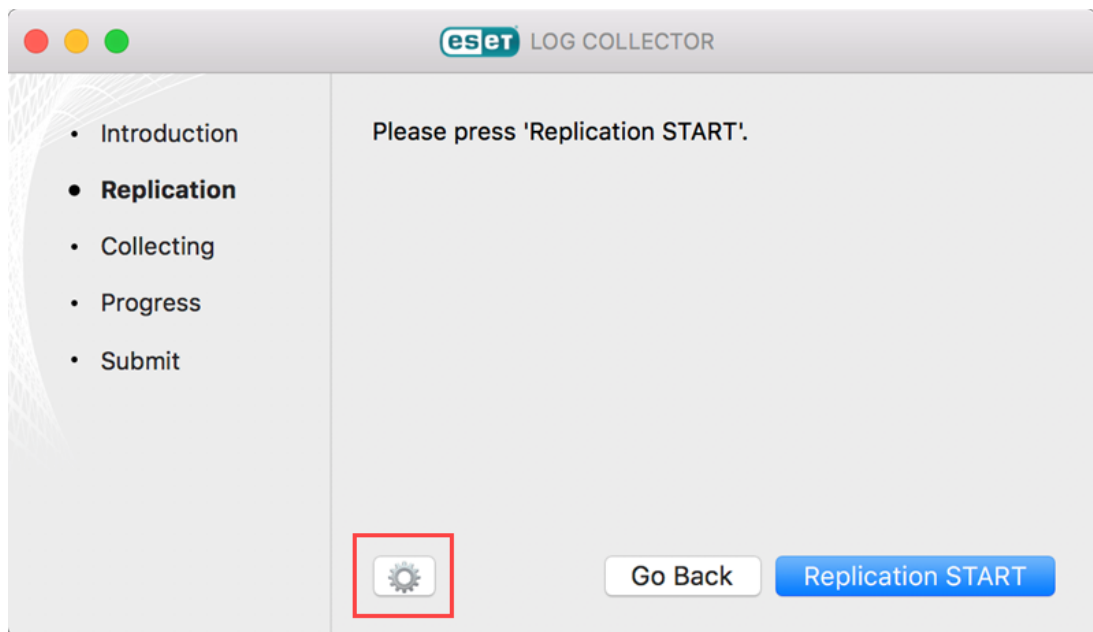 eset LOG COLLECTOR
Introduction
Replication
Collecting
Progress
Submit
Please press 'Replication START'.
Go Back
Replication START